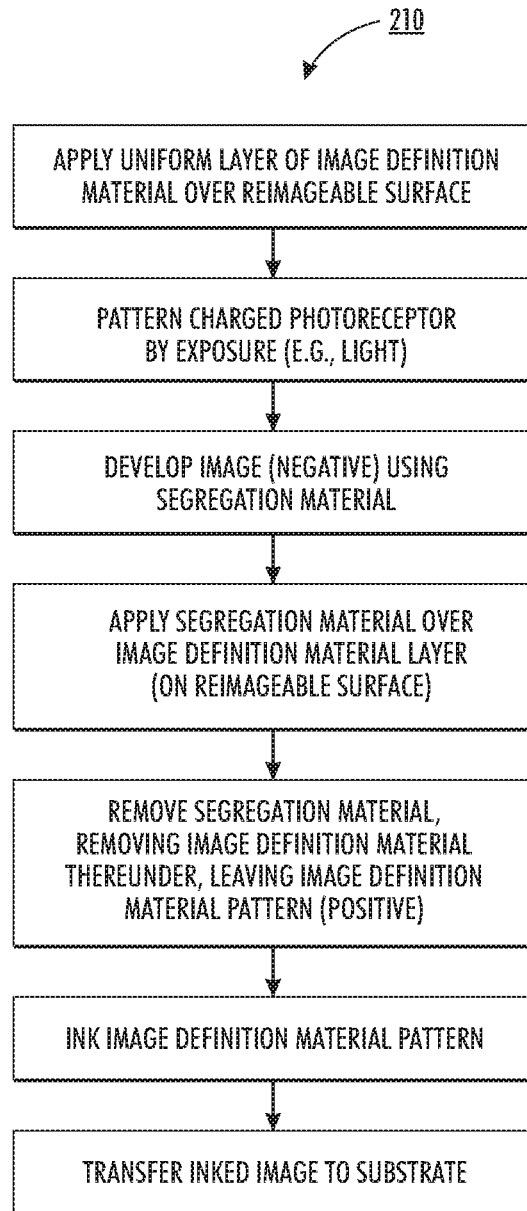 210
APPLY UNIFORM LAYER OF IMAGE DEFINITION
MATERIAL OVER REIMAGEABLE SURFACE
PATTERN CHARGED PHOTORECEPTOR
BY EXPOSURE (E.G., LIGHT)
DEVELOP IMAGE (NEGATIVE) USING
SEGREGATION MATERIAL
APPLY SEGREGATION MATERIAL OVER
IMAGE DEFINITION MATERIAL LAYER
(ON REIMAGEABLE SURFACE)
REMOVE SEGREGATION MATERIAL,
REMOVING IMAGE DEFINITION MATERIAL
THEREUNDER, LEAVING IMAGE DEFINITION
MATERIAL PATTERN (POSITIVE)
INK IMAGE DEFINITION MATERIAL PATTERN
TRANSFER INKED IMAGE TO SUBSTRATE